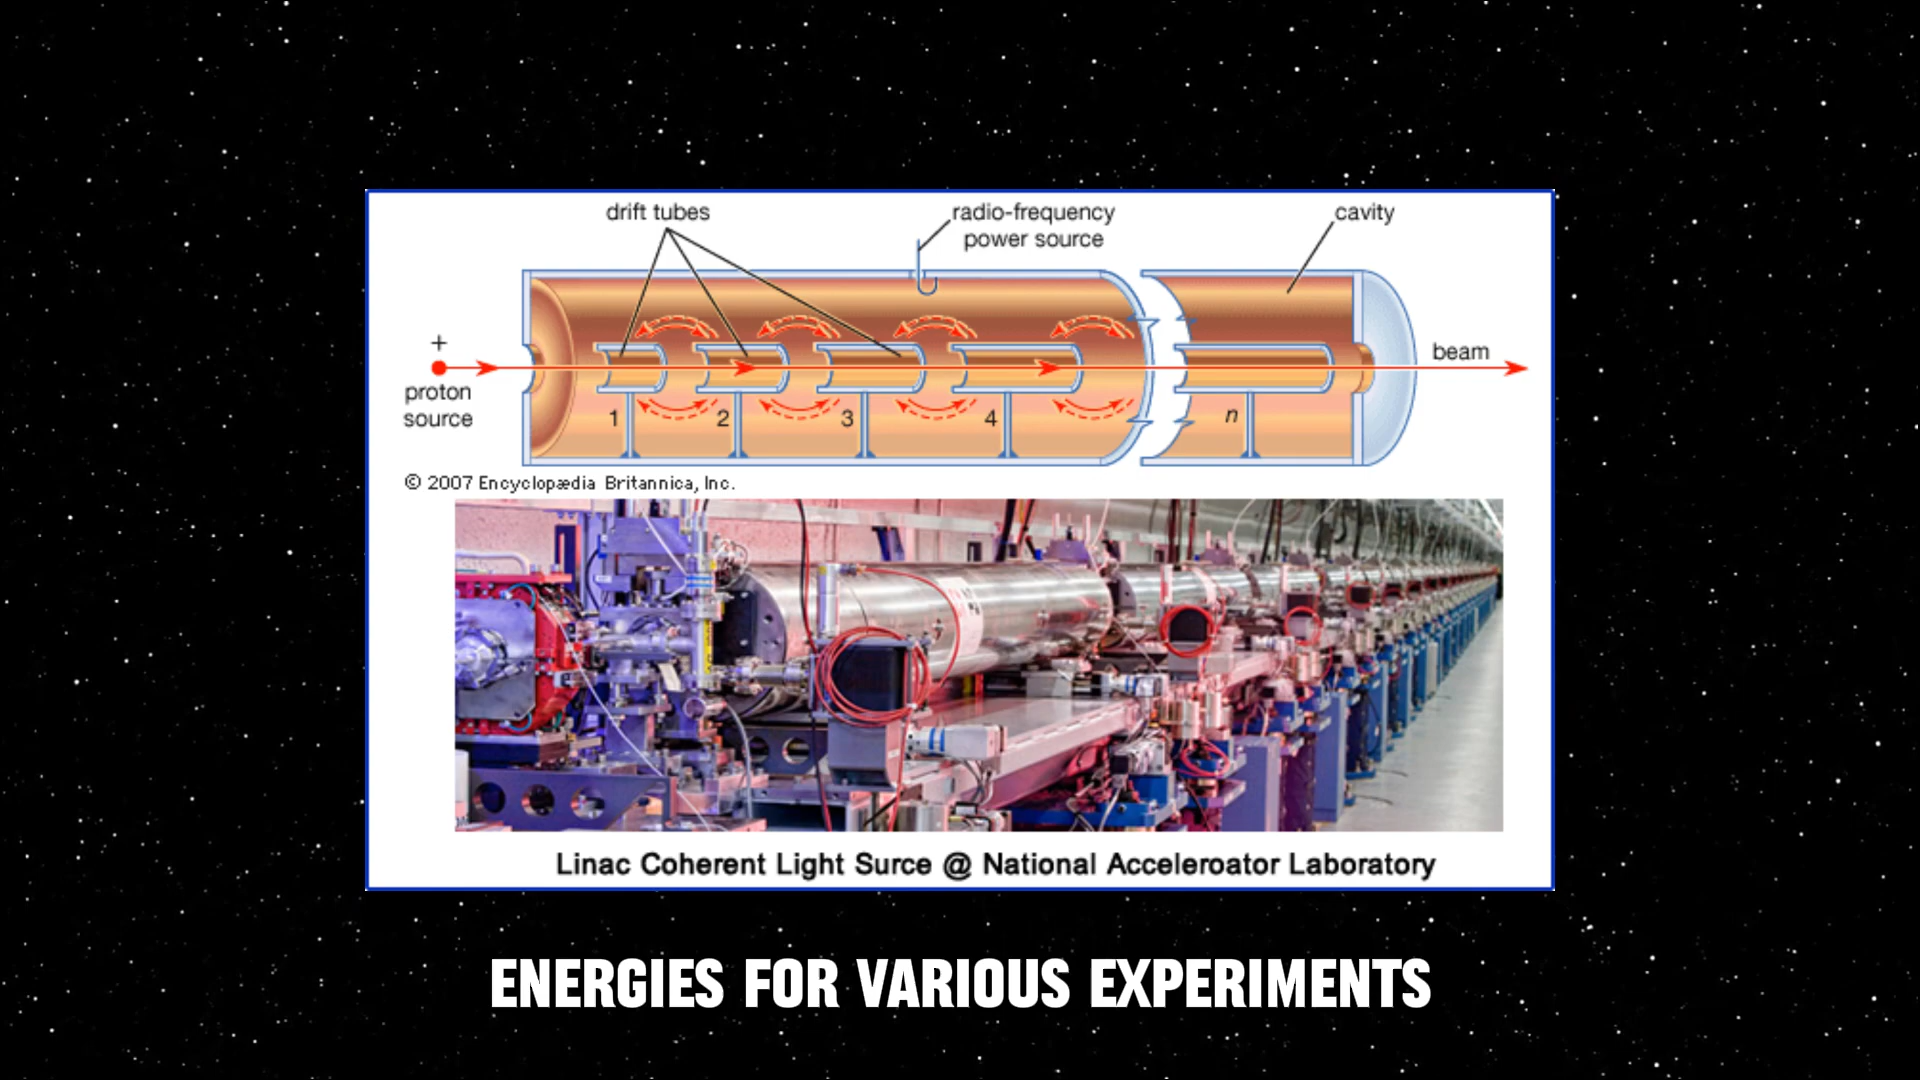 drift tubes
radio-frequency
power source
cavity
+
proton
source
beam
1
2
3
4
n
© 2007 Encyclopædia Britannica, Inc.
Linac Coherent Light Surce @ National Acceleroator Laboratory
ENERGIES FOR VARIOUS EXPERIMENTS